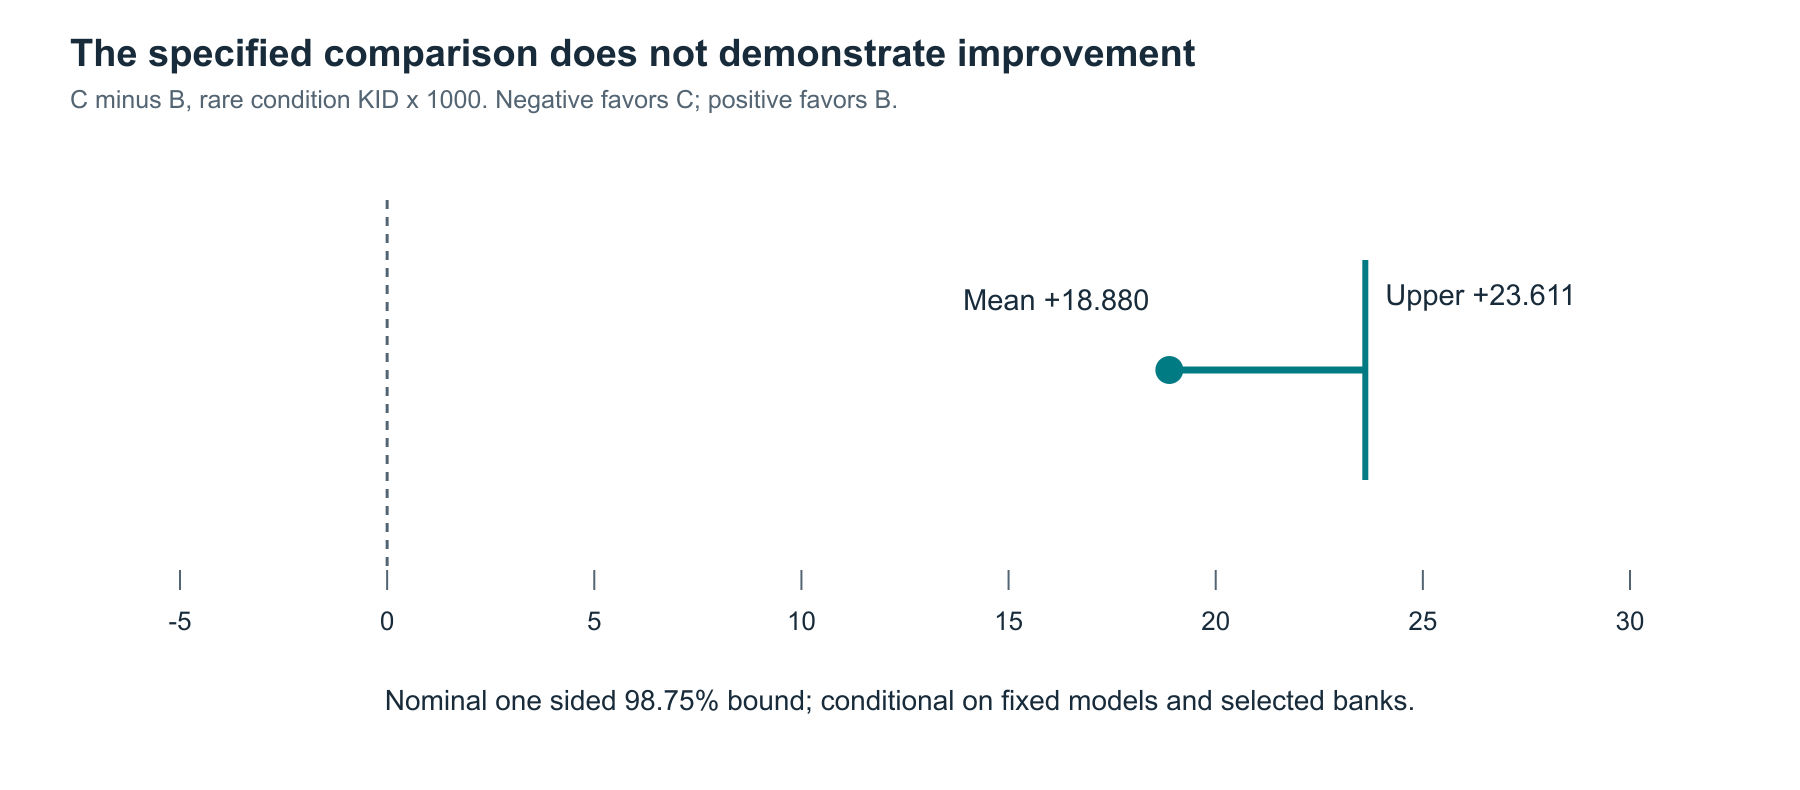 The specified comparison does not demonstrate improvement
C minus B, rare condition KID x 1000. Negative favors C; positive favors B.
Mean +18.880
Upper +23.611
-5 0 5 10 15 20 25 30
Nominal one sided 98.75% bound; conditional on fixed models and selected banks.